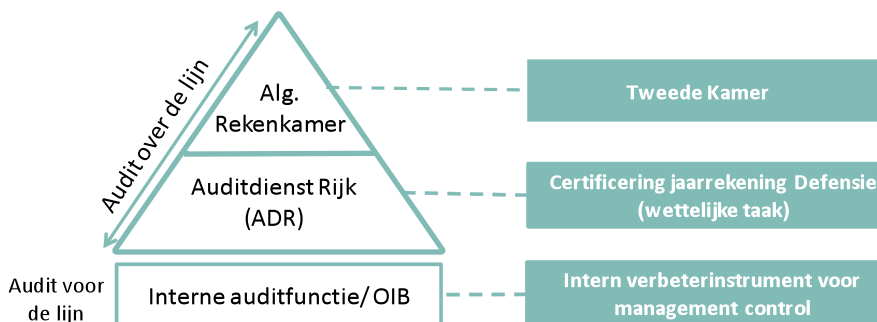 Audit over de lijn
Alg.
Rekenkamer
Tweede Kamer
Auditdienst Rijk
(ADR)
Certificering jaarrekening Defensie
(wettelijke taak)
Audit voor
de lijn
Interne auditfunctie/ OIB
Intern verbeterinstrument voor
management control